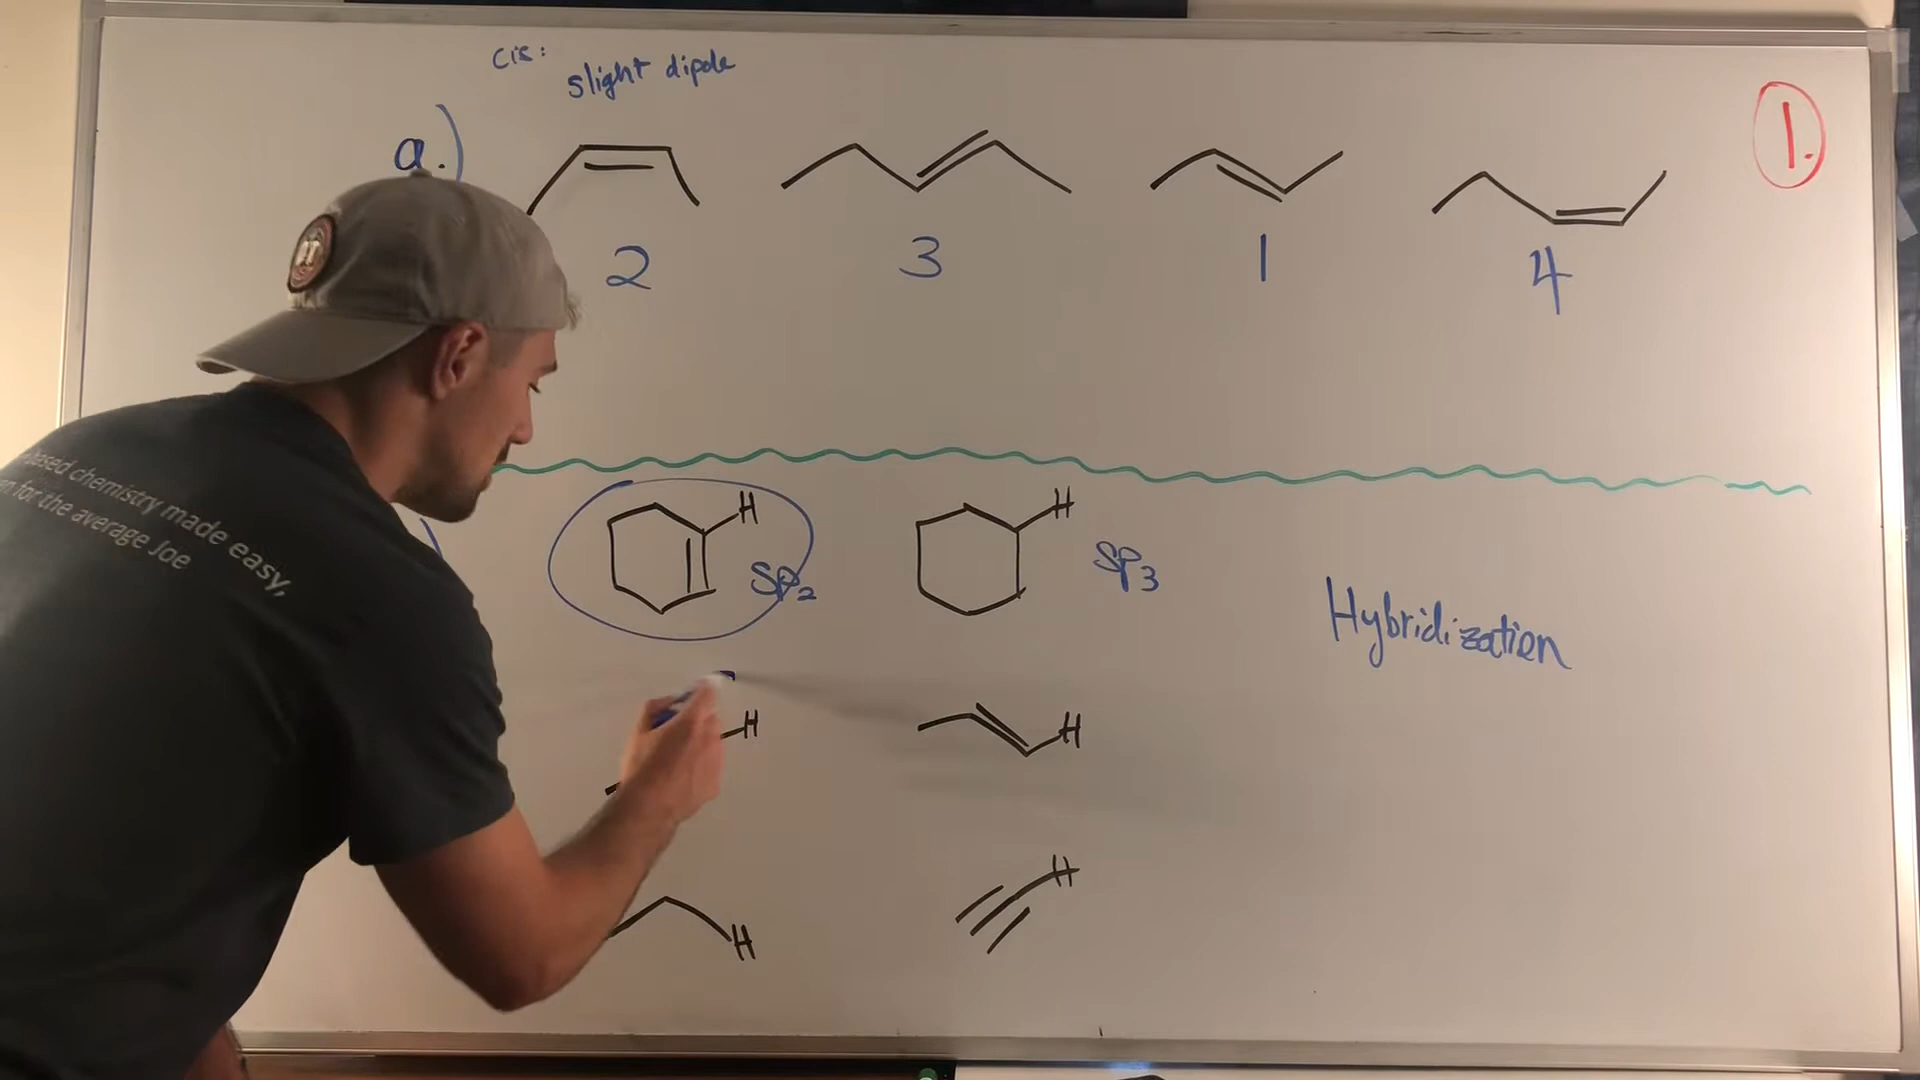 cis:
slight dipole
a.)
1.
2
3
1
4
H
SP2
H
SP3
Hybridization
H
H
H
H
based chemistry made easy,
for the average Joe